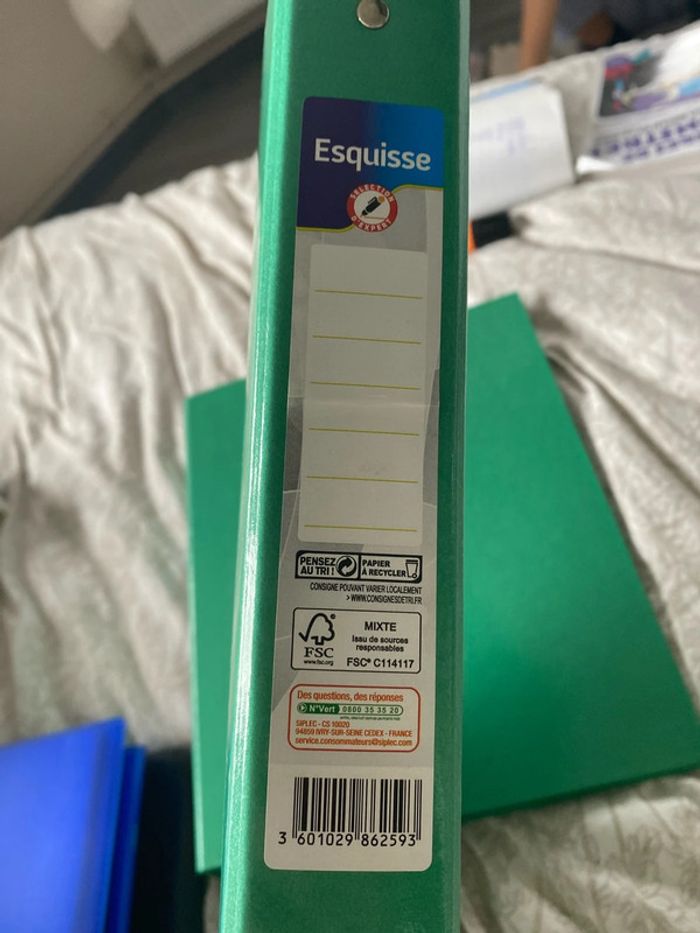 Esquisse
SELECTION
D'EXPERT
PENSEZ
AU TRI !
PAPIER
À RECYCLER
CONSIGNE POUVANT VARIER LOCALEMENT
> WWW.CONSIGNESDETRI.FR
FSC
www.fsc.org
MIXTE
Issu de sources
responsables
FSC® C114117
Des questions, des réponses
N°Vert 0800 35 35 20
SIPLEC - CS 10020
94859 IVRY-SUR-SEINE CEDEX - FRANCE
service.consommateurs@siplec.com
3 601029 862593